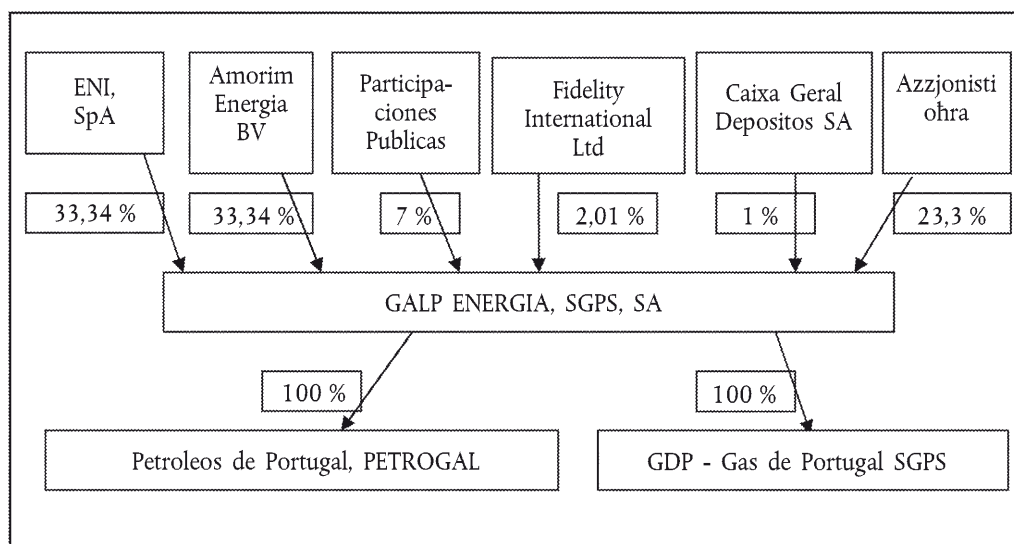 ENI,
SpA
Amorim
Energia
BV
Participa-
ciones
Publicas
Fidelity
International
Ltd
Caixa Geral
Depositos SA
Azzjonisti
oħra
33,34 %
33,34 %
7 %
2,01 %
1 %
23,3 %
GALP ENERGIA, SGPS, SA
100 %
100 %
Petroleos de Portugal, PETROGAL
GDP - Gas de Portugal SGPS